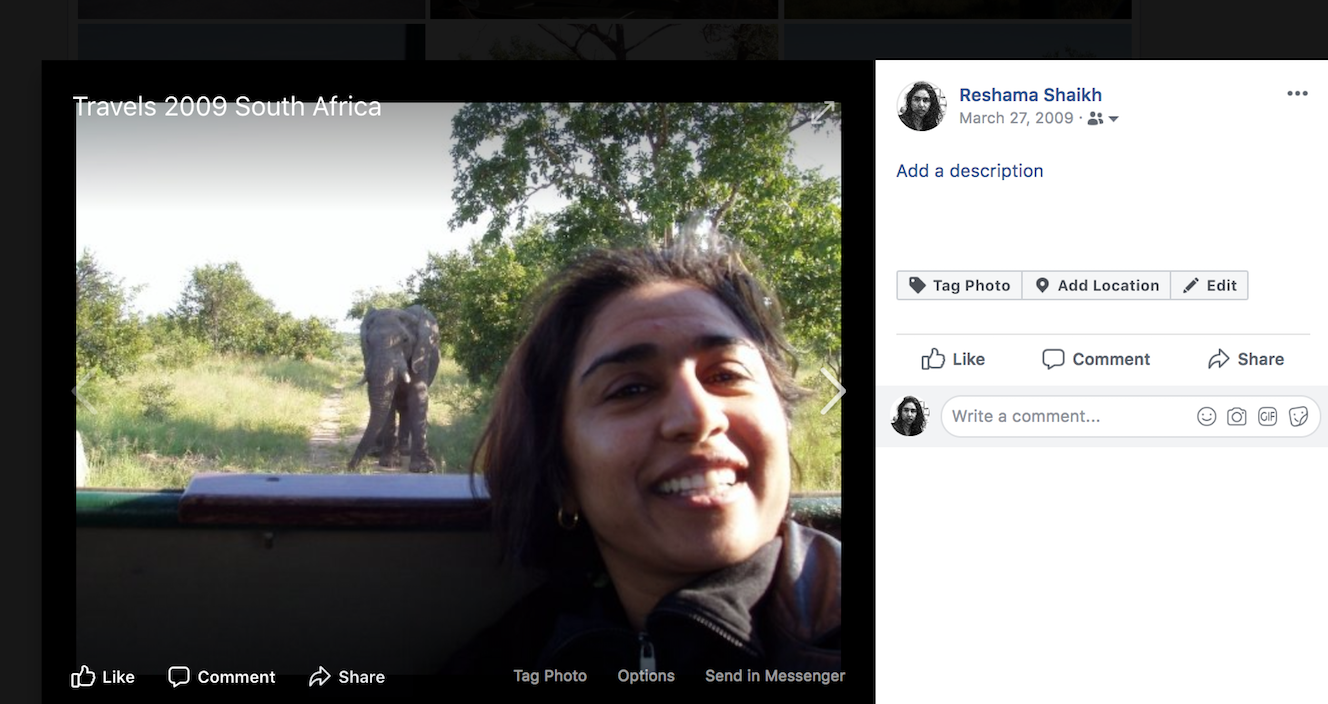 Travels 2009 South Africa
Like Comment Share Tag Photo Options Send in Messenger
Reshama Shaikh
March 27, 2009 ·
Add a description
Tag Photo Add Location Edit
Like Comment Share
Write a comment... GIF